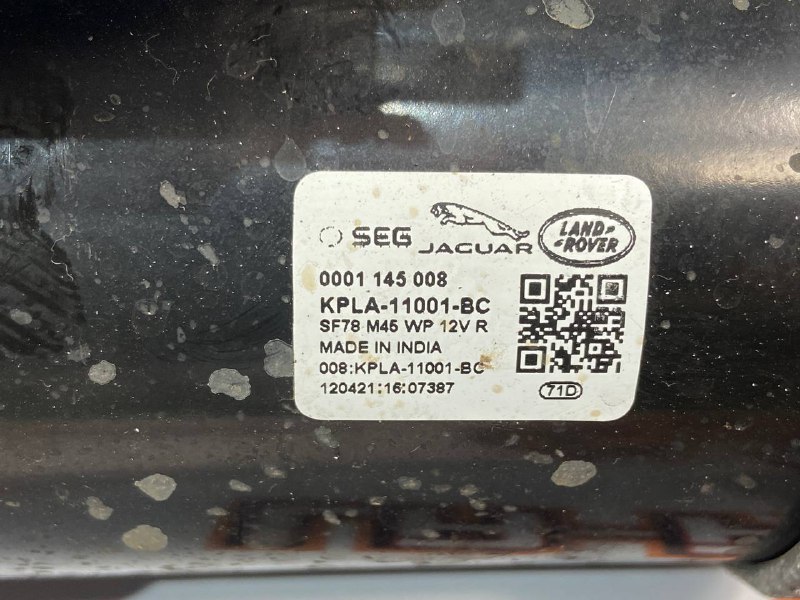 SEG JAGUAR LAND ROVER
0001 145 008
KPLA-11001-BC
SF78 M45 WP 12V R
MADE IN INDIA
008:KPLA-11001-BC
120421:16:07387
71D